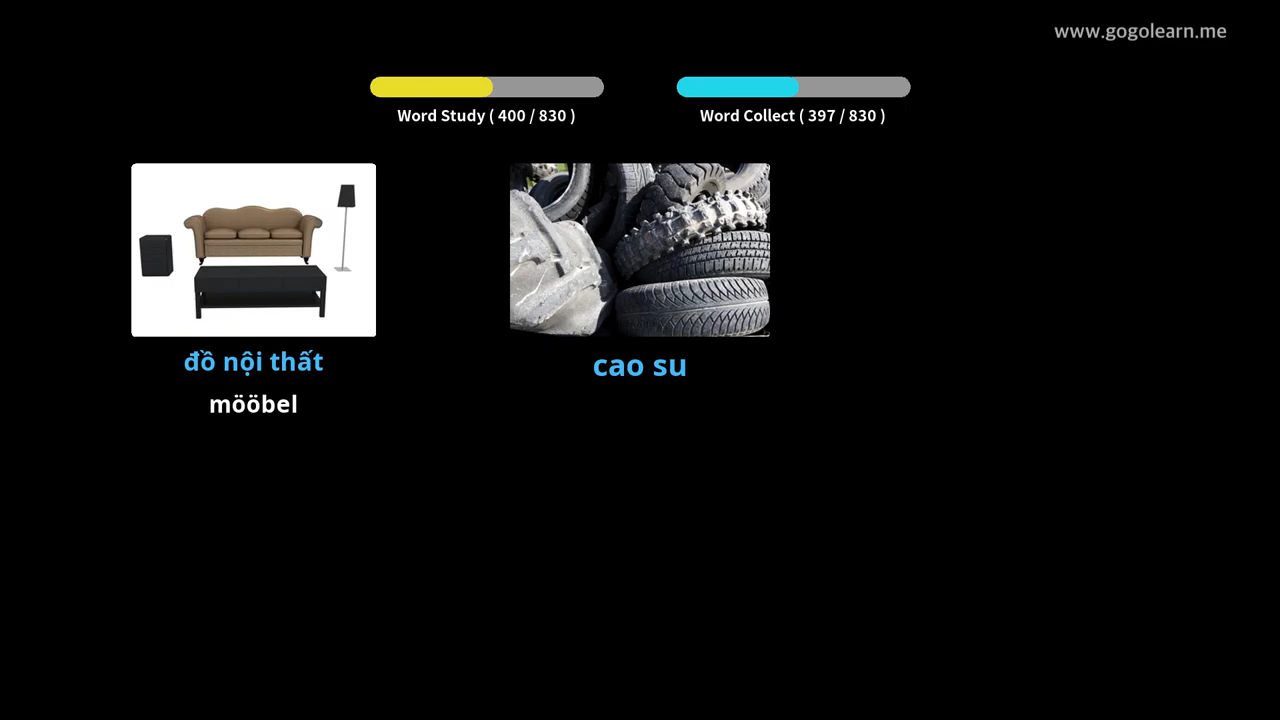 www.gogolearn.me
Word Study ( 400 / 830 )
Word Collect ( 397 / 830 )
đồ nội thất
mööbel
cao su